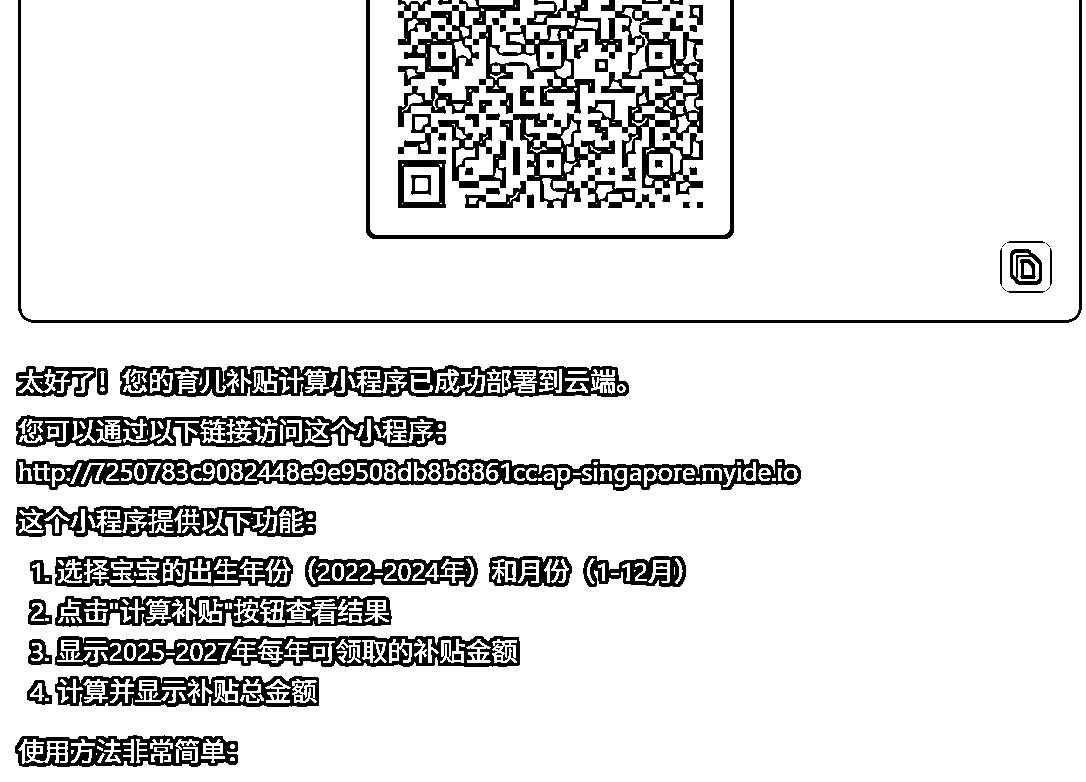 太好了！您的育儿补贴计算小程序已成功部署到云端。
您可以通过以下链接访问这个小程序：
http://7250783c9082448e9e9508db8b8861cc.ap-singapore.myide.io
这个小程序提供以下功能：
1. 选择宝宝的出生年份（2022-2024年）和月份（1-12月）
2. 点击"计算补贴"按钮查看结果
3. 显示2025-2027年每年可领取的补贴金额
4. 计算并显示补贴总金额
使用方法非常简单：